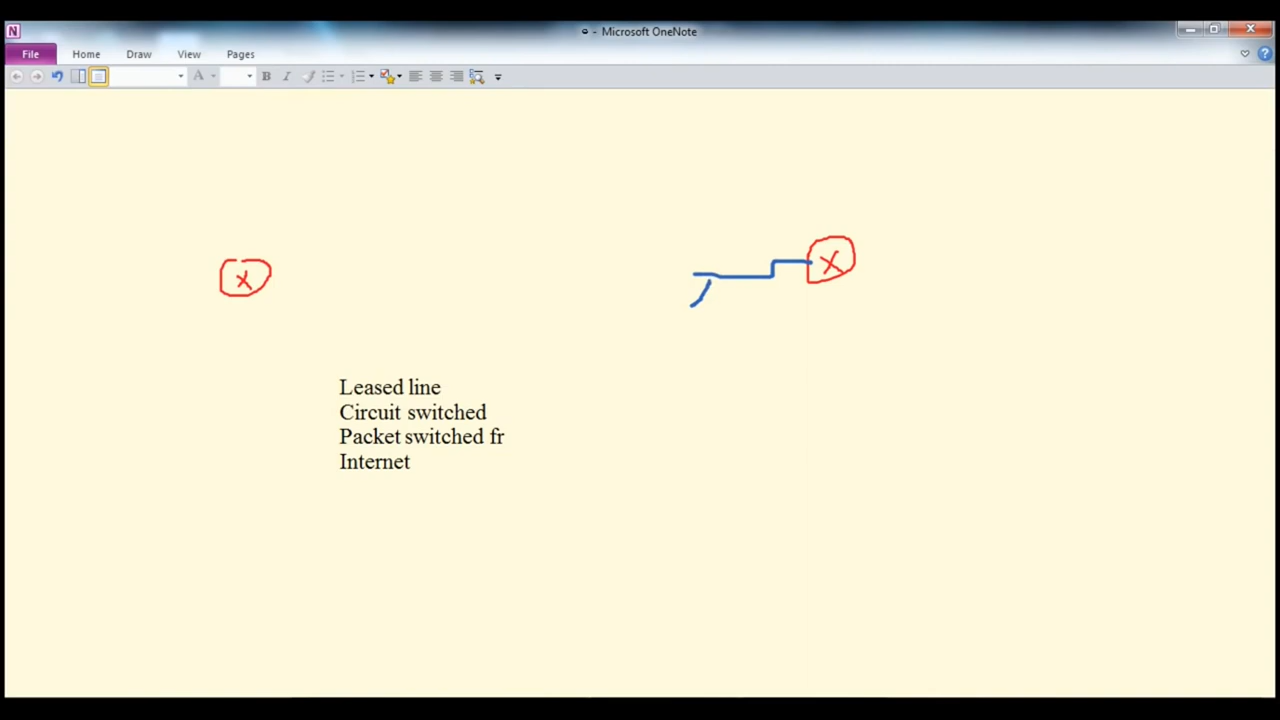 - Microsoft OneNote
File
Home
Draw
View
Pages
A
B
I
X
X
Leased line
Circuit switched
Packet switched fr
Internet